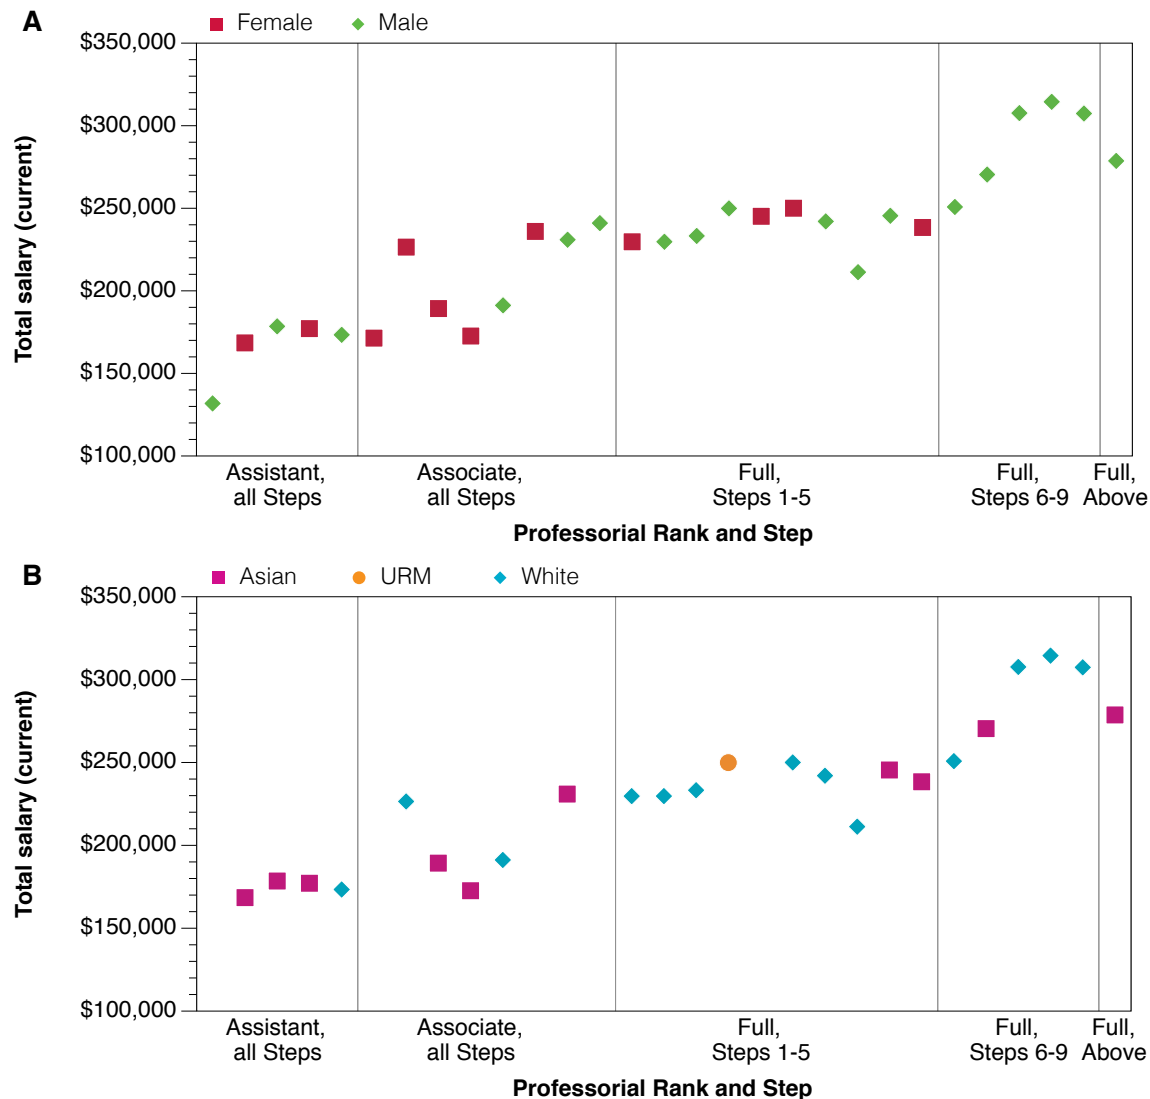 A
Female Male
$350,000
$300,000
$250,000
$200,000
$150,000
$100,000
Total salary (current)
Assistant, Associate, Full, Full, Full,
all Steps all Steps Steps 1-5 Steps 6-9 Above
Professorial Rank and Step
B
Asian URM White
$350,000
$300,000
$250,000
$200,000
$150,000
$100,000
Total salary (current)
Assistant, Associate, Full, Full, Full,
all Steps all Steps Steps 1-5 Steps 6-9 Above
Professorial Rank and Step